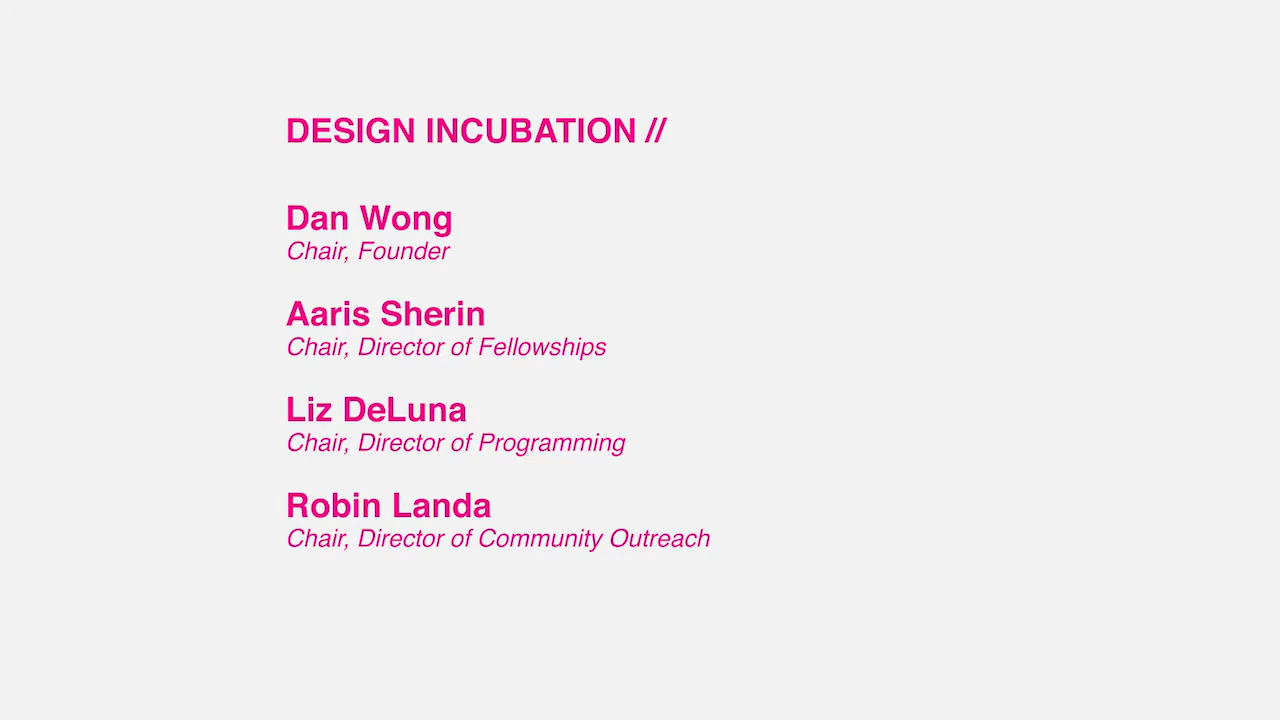 DESIGN INCUBATION //
Dan Wong
Chair, Founder
Aaris Sherin
Chair, Director of Fellowships
Liz DeLuna
Chair, Director of Programming
Robin Landa
Chair, Director of Community Outreach